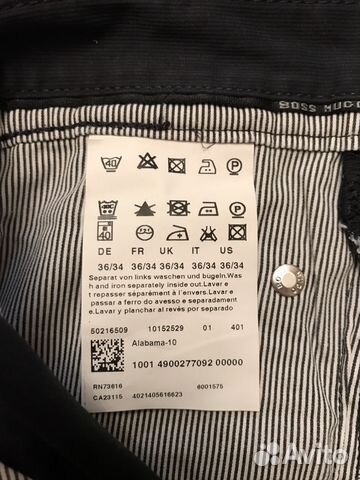 BOSS HUGO
40
P
P
40
DE FR UK IT US
36/34 36/34 36/34 36/34 36/34
Separat von links waschen und bügeln.Was
h and iron separately inside out.Lavar e
t repasser séparément à l'envers.Lavar e
passar a ferro do avesso e separadament
e.Lavar y planchar al revés por separado
50216509 10152529 01 401
Alabama-10
1001 4900277092 00000
RN73616 6001575
CA23115 4021405616623
Avito